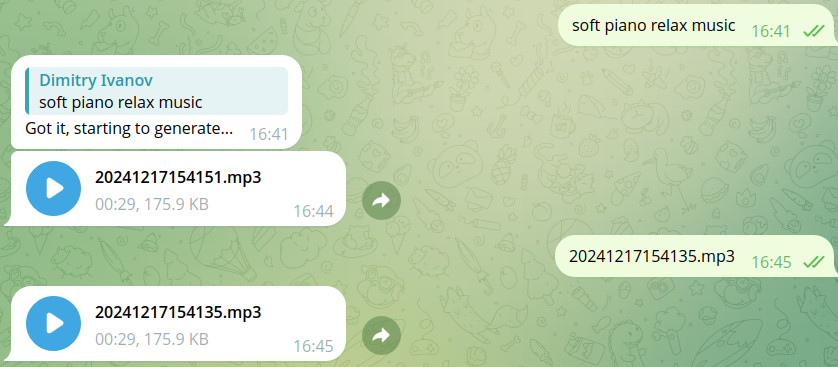 soft piano relax music 16:41
Dimitry Ivanov
soft piano relax music
Got it, starting to generate... 16:41
20241217154151.mp3
00:29, 175.9 KB 16:44
20241217154135.mp3 16:45
20241217154135.mp3
00:29, 175.9 KB 16:45